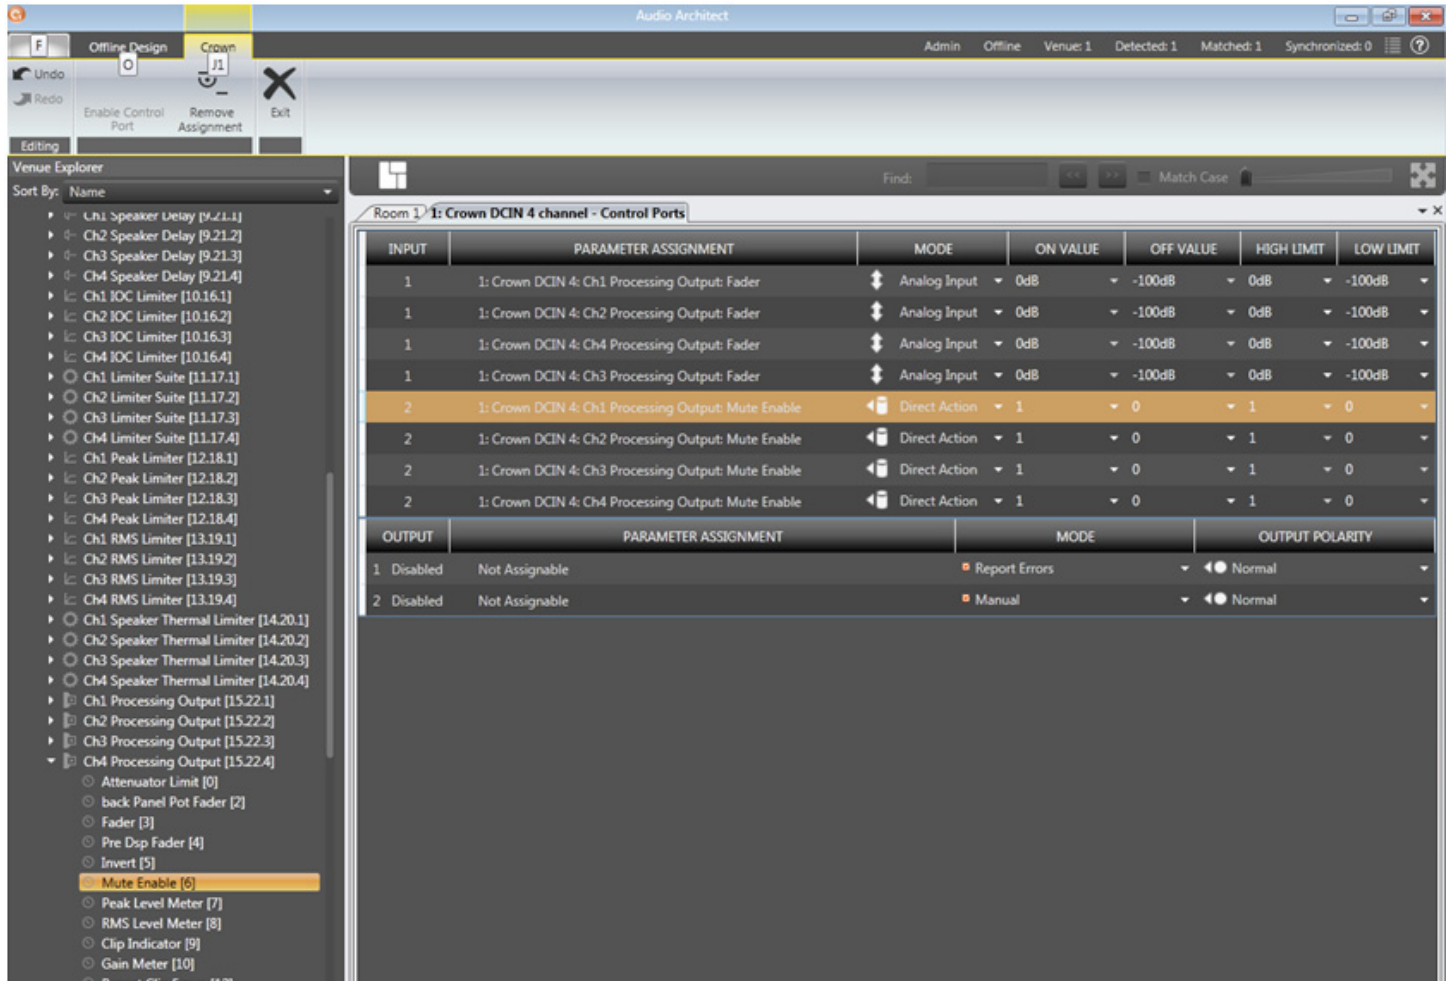 Audio Architect
F Offline Design Crown Admin Offline Venue: 1 Detected: 1 Matched: 1 Synchronized: 0 ?
O J1
Undo
Redo
Enable Control Port
Remove Assignment
Exit
Editing
Venue Explorer
Sort By: Name
Find: << >> Match Case
Room 1 1: Crown DCIN 4 channel - Control Ports
Ch1 Speaker Delay [9.21.1]
Ch2 Speaker Delay [9.21.2]
Ch3 Speaker Delay [9.21.3]
Ch4 Speaker Delay [9.21.4]
Ch1 IOC Limiter [10.16.1]
Ch2 IOC Limiter [10.16.2]
Ch3 IOC Limiter [10.16.3]
Ch4 IOC Limiter [10.16.4]
Ch1 Limiter Suite [11.17.1]
Ch2 Limiter Suite [11.17.2]
Ch3 Limiter Suite [11.17.3]
Ch4 Limiter Suite [11.17.4]
Ch1 Peak Limiter [12.18.1]
Ch2 Peak Limiter [12.18.2]
Ch3 Peak Limiter [12.18.3]
Ch4 Peak Limiter [12.18.4]
Ch1 RMS Limiter [13.19.1]
Ch2 RMS Limiter [13.19.2]
Ch3 RMS Limiter [13.19.3]
Ch4 RMS Limiter [13.19.4]
Ch1 Speaker Thermal Limiter [14.20.1]
Ch2 Speaker Thermal Limiter [14.20.2]
Ch3 Speaker Thermal Limiter [14.20.3]
Ch4 Speaker Thermal Limiter [14.20.4]
Ch1 Processing Output [15.22.1]
Ch2 Processing Output [15.22.2]
Ch3 Processing Output [15.22.3]
Ch4 Processing Output [15.22.4]
Attenuator Limit [0]
back Panel Pot Fader [2]
Fader [3]
Pre Dsp Fader [4]
Invert [5]
Mute Enable [6]
Peak Level Meter [7]
RMS Level Meter [8]
Clip Indicator [9]
Gain Meter [10]
INPUT PARAMETER ASSIGNMENT MODE ON VALUE OFF VALUE HIGH LIMIT LOW LIMIT
1 1: Crown DCIN 4: Ch1 Processing Output: Fader Analog Input 0dB -100dB 0dB -100dB
1 1: Crown DCIN 4: Ch2 Processing Output: Fader Analog Input 0dB -100dB 0dB -100dB
1 1: Crown DCIN 4: Ch4 Processing Output: Fader Analog Input 0dB -100dB 0dB -100dB
1 1: Crown DCIN 4: Ch3 Processing Output: Fader Analog Input 0dB -100dB 0dB -100dB
2 1: Crown DCIN 4: Ch1 Processing Output: Mute Enable Direct Action 1 0 1 0
2 1: Crown DCIN 4: Ch2 Processing Output: Mute Enable Direct Action 1 0 1 0
2 1: Crown DCIN 4: Ch3 Processing Output: Mute Enable Direct Action 1 0 1 0
2 1: Crown DCIN 4: Ch4 Processing Output: Mute Enable Direct Action 1 0 1 0
OUTPUT PARAMETER ASSIGNMENT MODE OUTPUT POLARITY
1 Disabled Not Assignable Report Errors Normal
2 Disabled Not Assignable Manual Normal